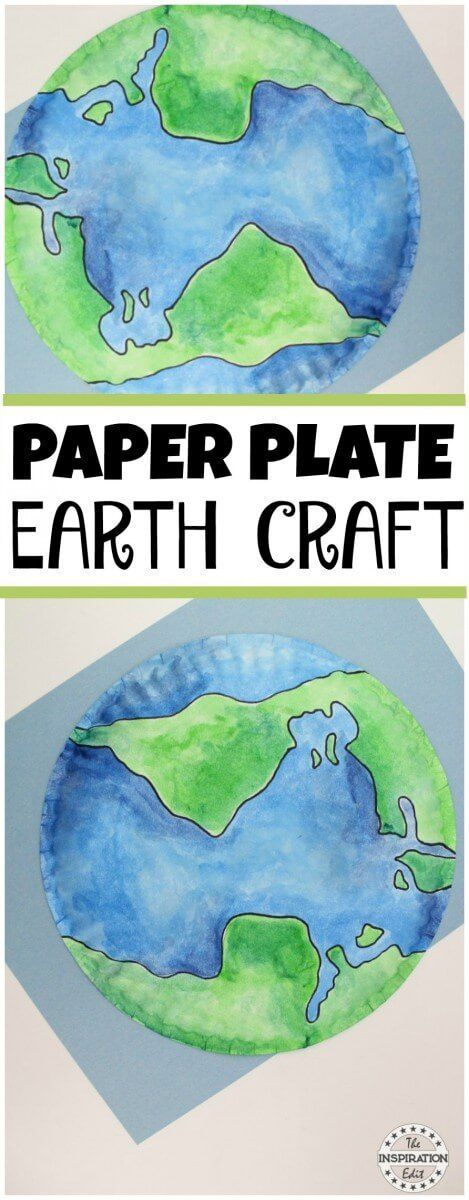 PAPER PLATE
EARTH CRAFT
The
INSPIRATION
Edit